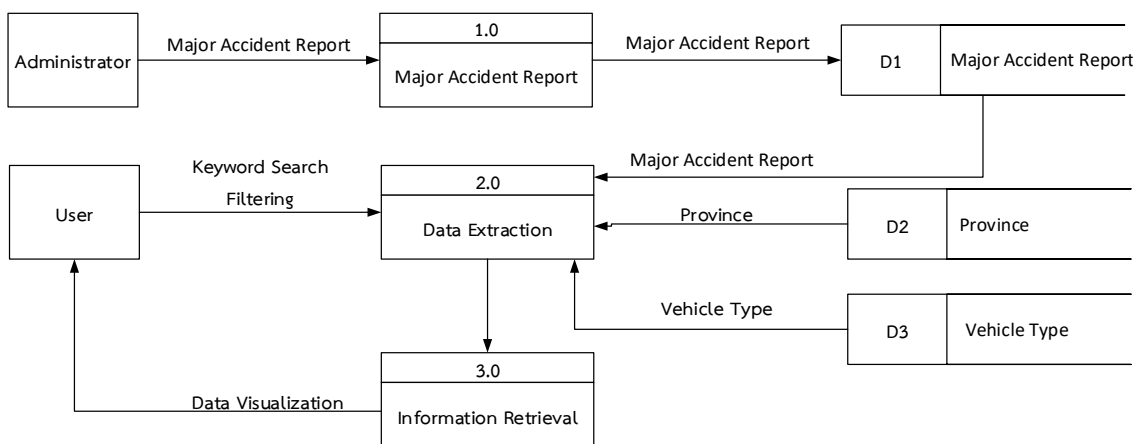 1.0
Major Accident Report
Major Accident Report
Administrator
D1
Major Accident Report
Major Accident Report
Keyword Search
Filtering
Major Accident Report
2.0
User
Data Extraction
Province
D2
Province
Vehicle Type
D3
Vehicle Type
3.0
Data Visualization
Information Retrieval